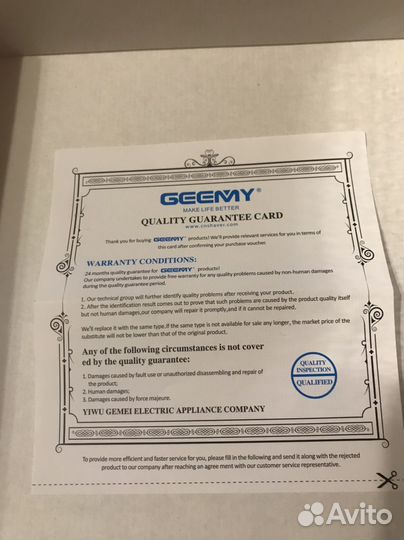 GEEMY®
MAKE LIFE BETTER
QUALITY GUARANTEE CARD
www.cnshaver.com
Thank you for buying GEEMY® products! We'll provide relevant services for you in terms of
this card after confirming your purchase voucher.
WARRANTY CONDITIONS:
24 months quality guarantee for GEEMY® products!
Our company undertakes to provide free warranty for any quality problems caused by non-human damages
during the quality guarantee period.
1. Our technical group will further identify quality problems after receiving your product.
2. After the identification result comes out to prove that such problems are caused by the product quality itself
but not human damages,our company will repair it promptly,and if it cannot be repaired.
We'll replace it with the same type.If the same type is not available for sale any longer, the market price of the
substitute will not be lower than that of the original product.
Any of the following circumstances is not cover
ed by the quality guarantee:
1. Damages caused by fault use or unauthorized disassembling and repair of
the product;
2. Human damages;
3. Damages caused by force majeure.
QUALITY
INSPECTION
QUALIFIED
YIWU GEMEI ELECTRIC APPLIANCE COMPANY
To provide more efficient and faster service for you, please fill in the following and send it along with the rejected
product to our company after reaching an agree ment with our customer service representative.
Avito